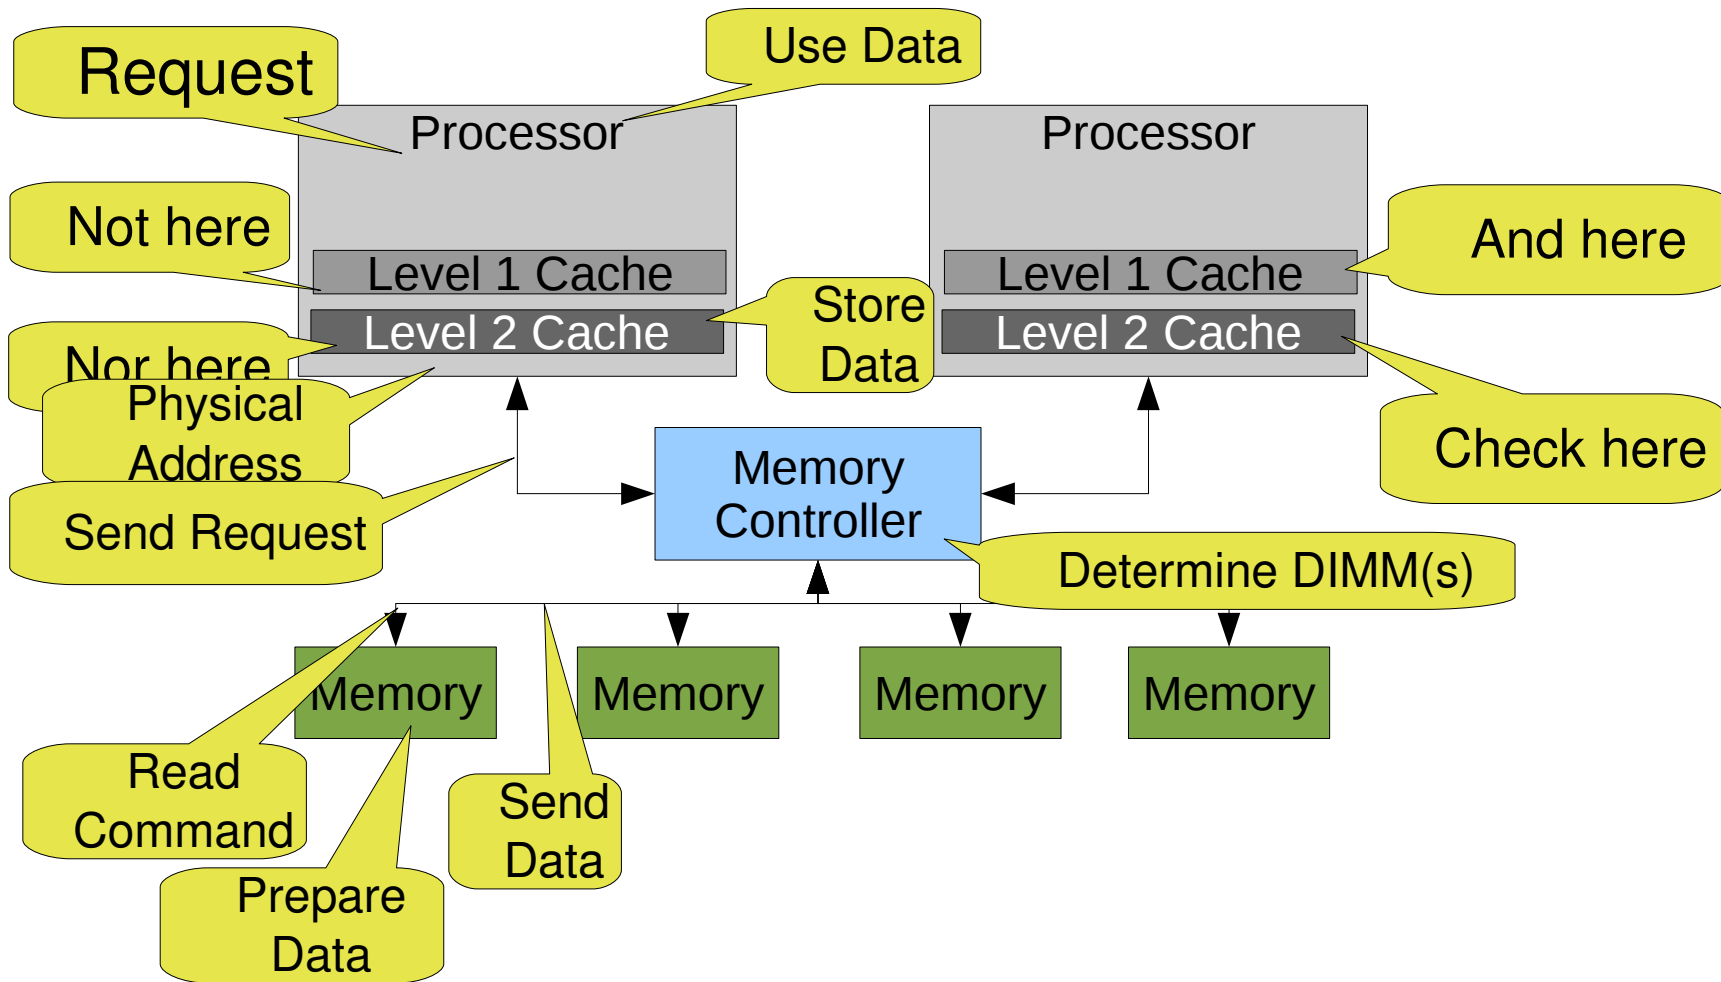 Request
Use Data
Processor
Processor
Not here
And here
Level 1 Cache
Level 1 Cache
Store
Data
Level 2 Cache
Level 2 Cache
Nor here
Physical
Address
Check here
Memory
Controller
Send Request
Determine DIMM(s)
Memory
Memory
Memory
Memory
Read
Command
Send
Data
Prepare
Data